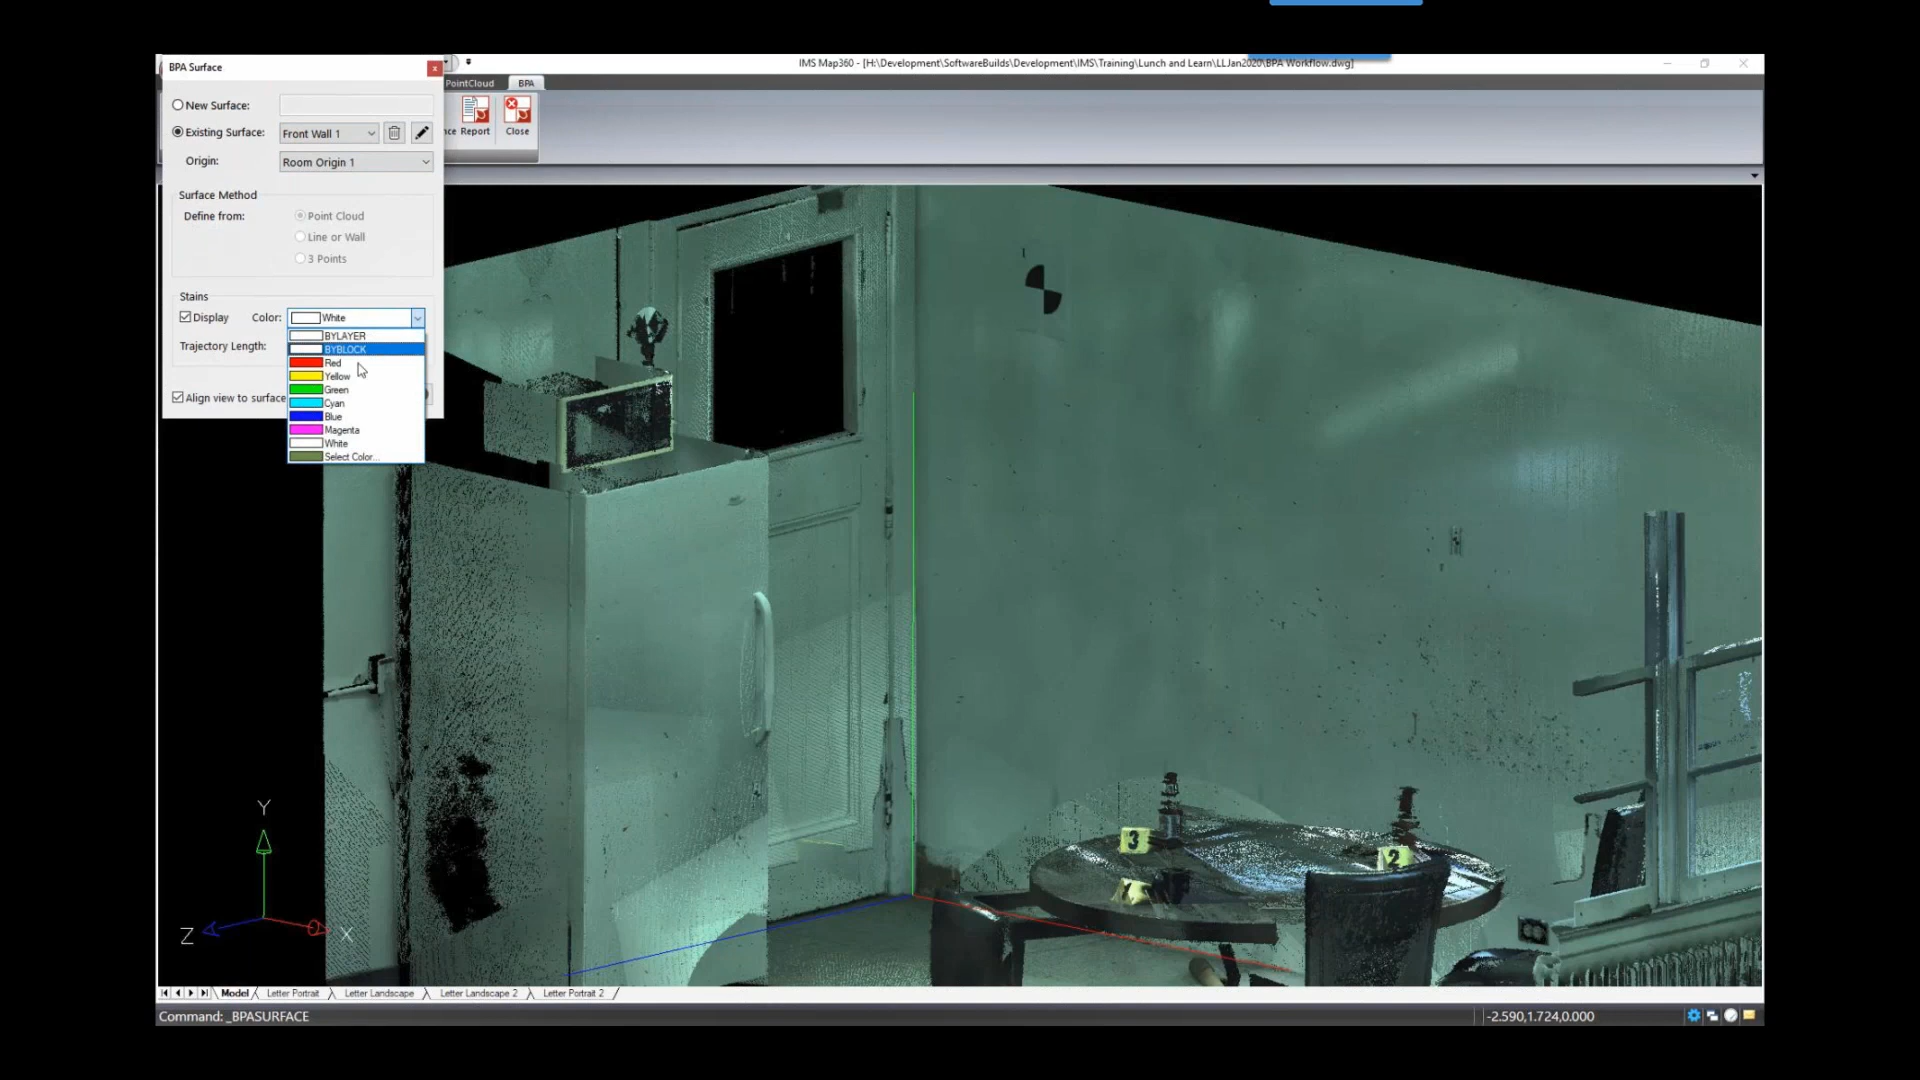 BPA Surface
IMS Map360 - [H:\Development\SoftwareBuilds\Development\IMS\Training\Lunch and Learn\LLJan2020\BPA Workflow.dwg]
PointCloud
BPA
New Surface:
Existing Surface:
Front Wall 1
nce Report
Close
Origin:
Room Origin 1
Surface Method
Define from:
Point Cloud
Line or Wall
3 Points
Stains
Display
Color:
White
BYLAYER
Trajectory Length:
BYBLOCK
Red
Yellow
Green
Align view to surface
Cyan
Blue
Magenta
White
Select Color...
Y
Z
X
3
2
Model
Letter Portrait
Letter Landscape
Letter Landscape 2
Letter Portrait 2
Command: _BPASURFACE
-2.590,1.724,0.000